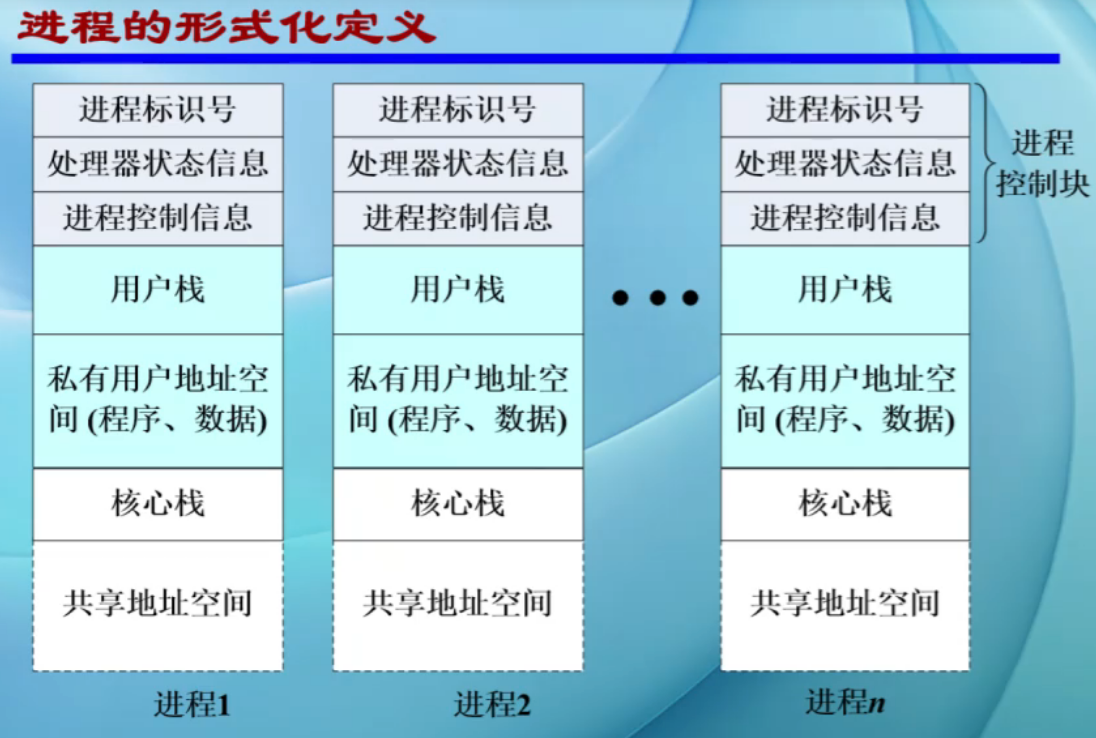 进程的形式化定义
进程标识号
处理器状态信息
进程控制信息
用户栈
私有用户地址空
间 (程序、数据)
核心栈
共享地址空间
进程1
进程标识号
处理器状态信息
进程控制信息
用户栈
私有用户地址空
间 (程序、数据)
核心栈
共享地址空间
进程2
•••
进程标识号
处理器状态信息
进程控制信息
用户栈
私有用户地址空
间 (程序、数据)
核心栈
共享地址空间
进程n
进程
控制块